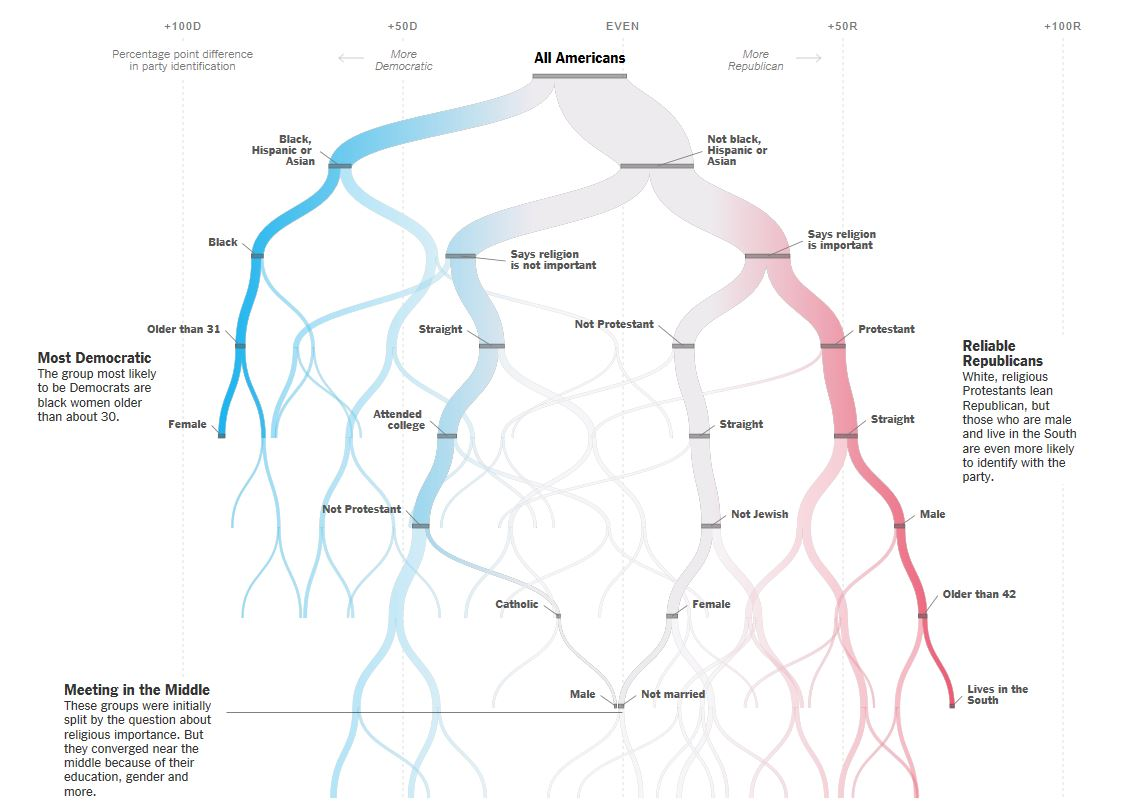 +100D
+50D
EVEN
+50R
+100R
Percentage point difference
in party identification
More
Democratic
All Americans
More
Republican
Black,
Hispanic or
Asian
Not black,
Hispanic or
Asian
Black
Says religion
is not important
Says religion
is important
Older than 31
Straight
Not Protestant
Protestant
Most Democratic
The group most likely
to be Democrats are
black women older
than about 30.
Reliable
Republicans
White, religious
Protestants lean
Republican, but
those who are male
and live in the South
are even more likely
to identify with the
party.
Female
Attended
college
Straight
Straight
Not Protestant
Not Jewish
Male
Catholic
Female
Older than 42
Male
Not married
Lives in the
South
Meeting in the Middle
These groups were initially
split by the question about
religious importance. But
they converged near the
middle because of their
education, gender and
more.